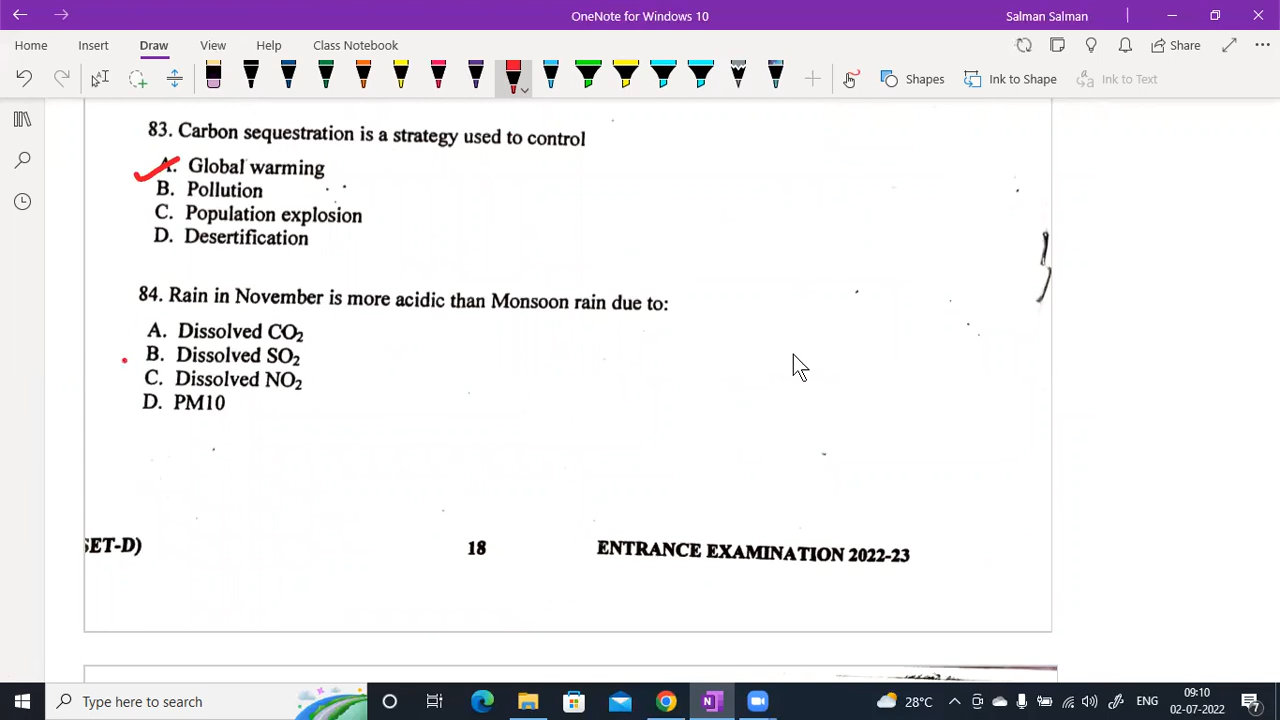 OneNote for Windows 10
Salman Salman
Home Insert Draw View Help Class Notebook
Share
Shapes
Ink to Shape
Ink to Text
83. Carbon sequestration is a strategy used to control
A. Global warming
B. Pollution
C. Population explosion
D. Desertification
84. Rain in November is more acidic than Monsoon rain due to:
A. Dissolved CO₂
B. Dissolved SO₂
C. Dissolved NO₂
D. PM10
SET-D) 18 ENTRANCE EXAMINATION 2022-23
Type here to search
28°C
ENG
09:10
02-07-2022
7